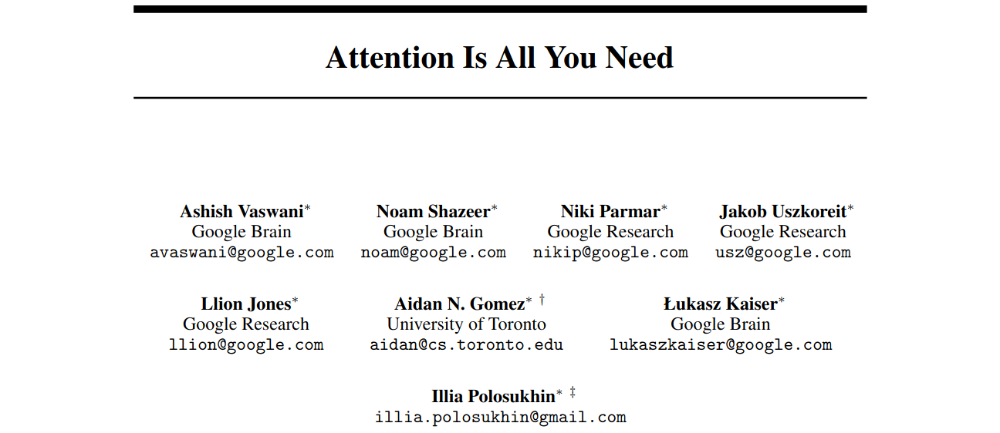 Attention Is All You Need
Ashish Vaswani* Noam Shazeer* Niki Parmar* Jakob Uszkoreit*
Google Brain Google Brain Google Research Google Research
avaswani@google.com noam@google.com nikip@google.com usz@google.com
Llion Jones* Aidan N. Gomez* † Łukasz Kaiser*
Google Research University of Toronto Google Brain
llion@google.com aidan@cs.toronto.edu lukaszkaiser@google.com
Illia Polosukhin* ‡
illia.polosukhin@gmail.com